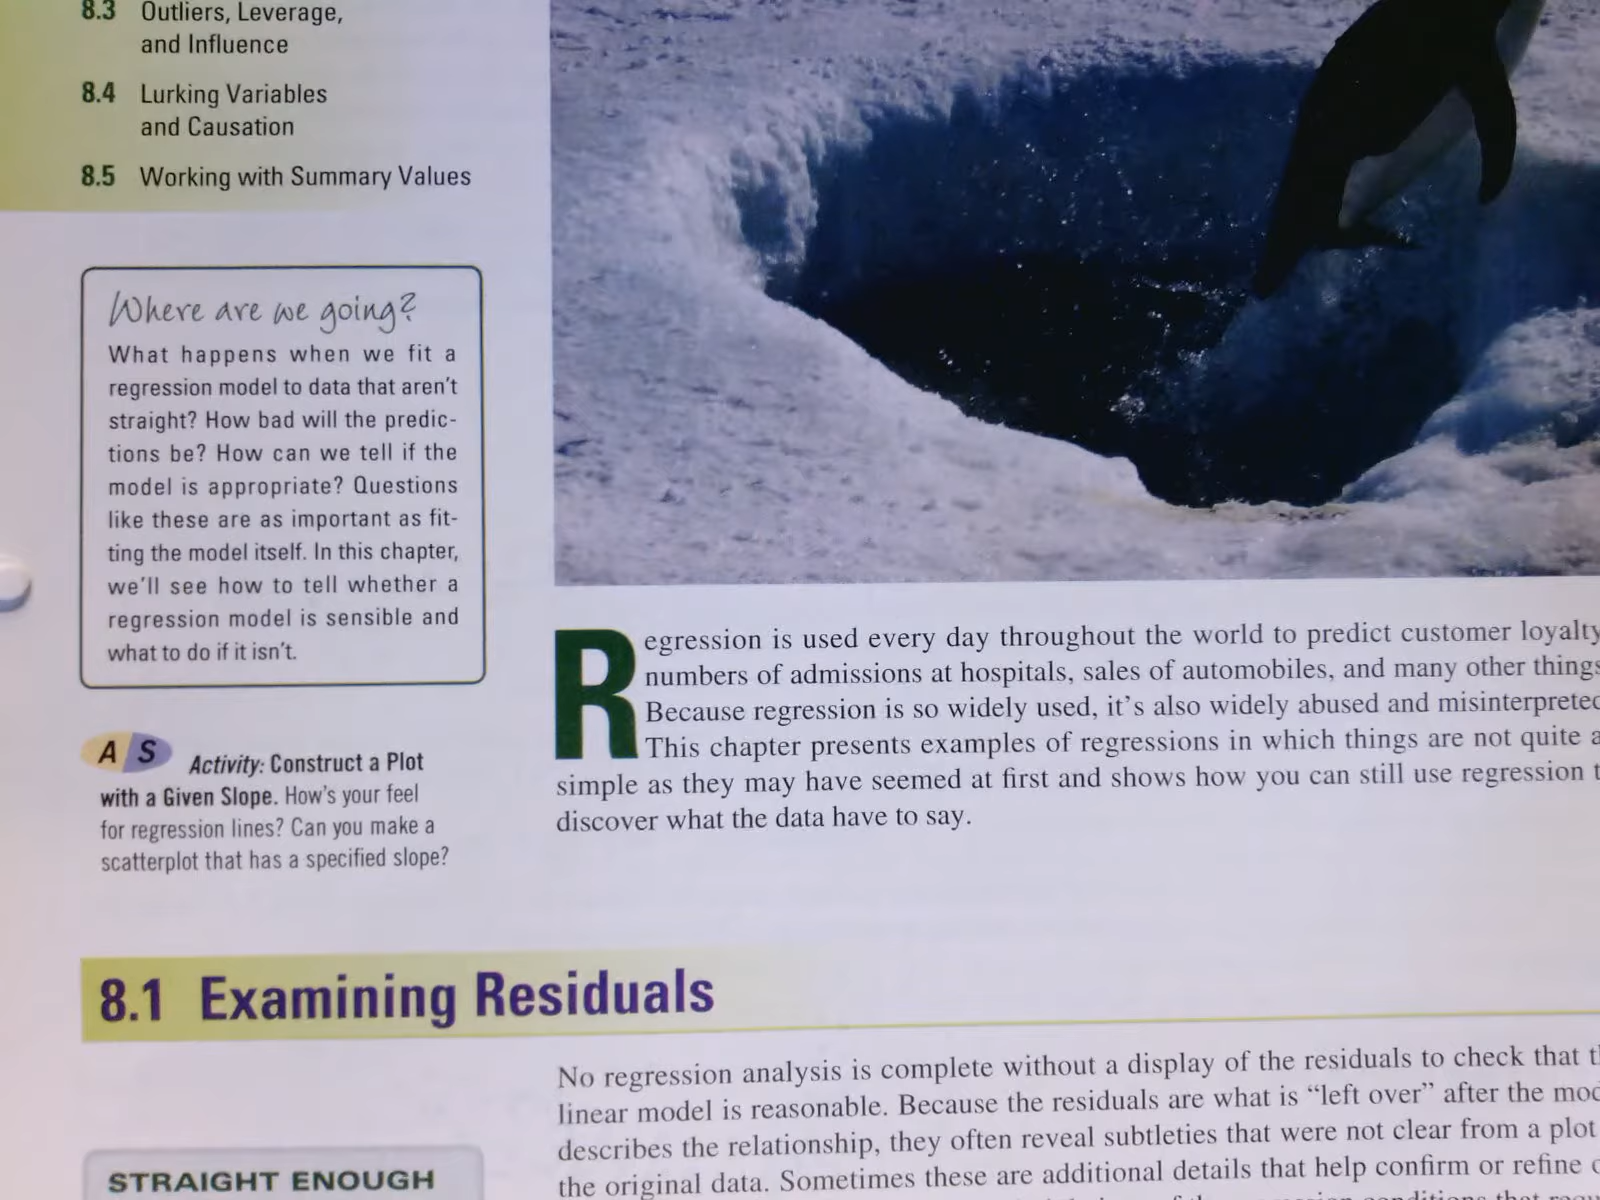 8.3 Outliers, Leverage,
and Influence
8.4 Lurking Variables
and Causation
8.5 Working with Summary Values
Where are we going?
What happens when we fit a
regression model to data that aren't
straight? How bad will the predic-
tions be? How can we tell if the
model is appropriate? Questions
like these are as important as fit-
ting the model itself. In this chapter,
we'll see how to tell whether a
regression model is sensible and
what to do if it isn't.
A S Activity: Construct a Plot
with a Given Slope. How's your feel
for regression lines? Can you make a
scatterplot that has a specified slope?
Regression is used every day throughout the world to predict customer loyalty
numbers of admissions at hospitals, sales of automobiles, and many other things
Because regression is so widely used, it's also widely abused and misinterpreted
This chapter presents examples of regressions in which things are not quite a
simple as they may have seemed at first and shows how you can still use regression t
discover what the data have to say.
8.1 Examining Residuals
No regression analysis is complete without a display of the residuals to check that th
linear model is reasonable. Because the residuals are what is “left over” after the mod
describes the relationship, they often reveal subtleties that were not clear from a plot
the original data. Sometimes these are additional details that help confirm or refine o
STRAIGHT ENOUGH